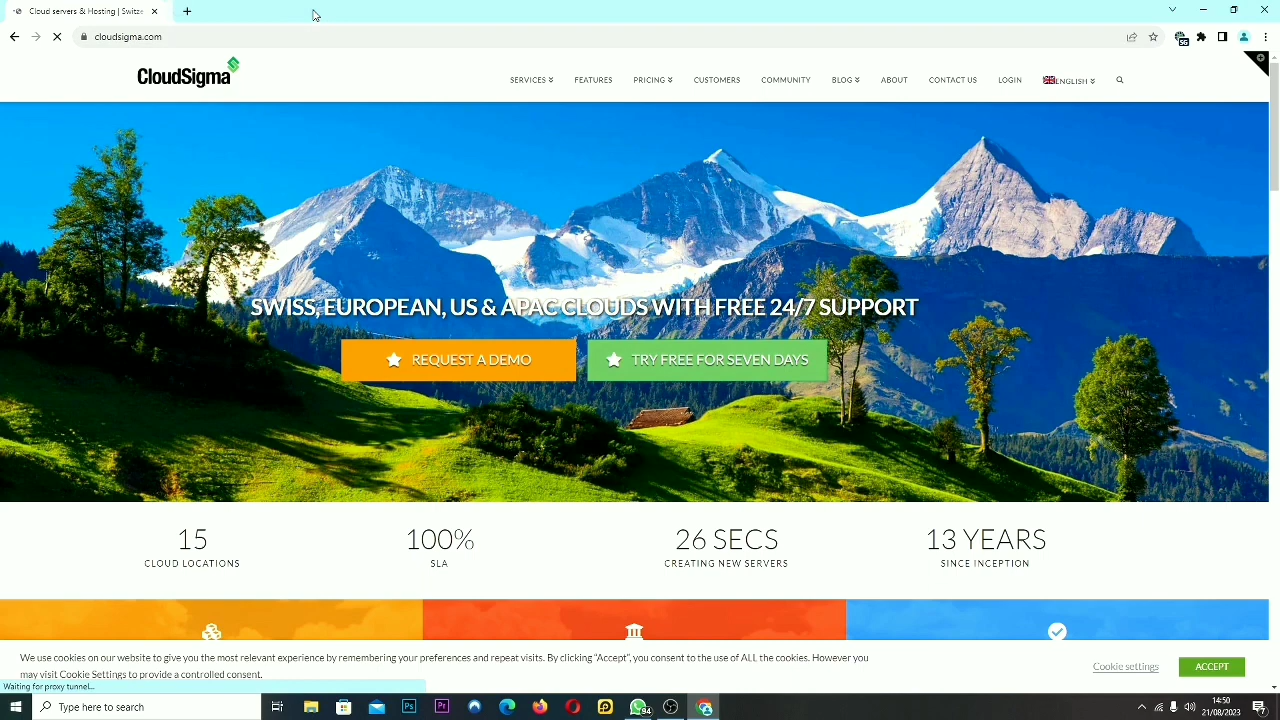 Cloud servers & Hosting | Switze
cloudsigma.com
5G
CloudSigma
SERVICES
FEATURES
PRICING
CUSTOMERS
COMMUNITY
BLOG
ABOUT
CONTACT US
LOGIN
ENGLISH
SWISS, EUROPEAN, US & APAC CLOUDS WITH FREE 24/7 SUPPORT
REQUEST A DEMO
TRY FREE FOR SEVEN DAYS
15
CLOUD LOCATIONS
100%
SLA
26 SECS
CREATING NEW SERVERS
13 YEARS
SINCE INCEPTION
We use cookies on our website to give you the most relevant experience by remembering your preferences and repeat visits. By clicking “Accept”, you consent to the use of ALL the cookies. However you
may visit Cookie Settings to provide a controlled consent.
Cookie settings
ACCEPT
Waiting for proxy tunnel...
Type here to search
Ps
Pr
84
14:50
21/08/2023